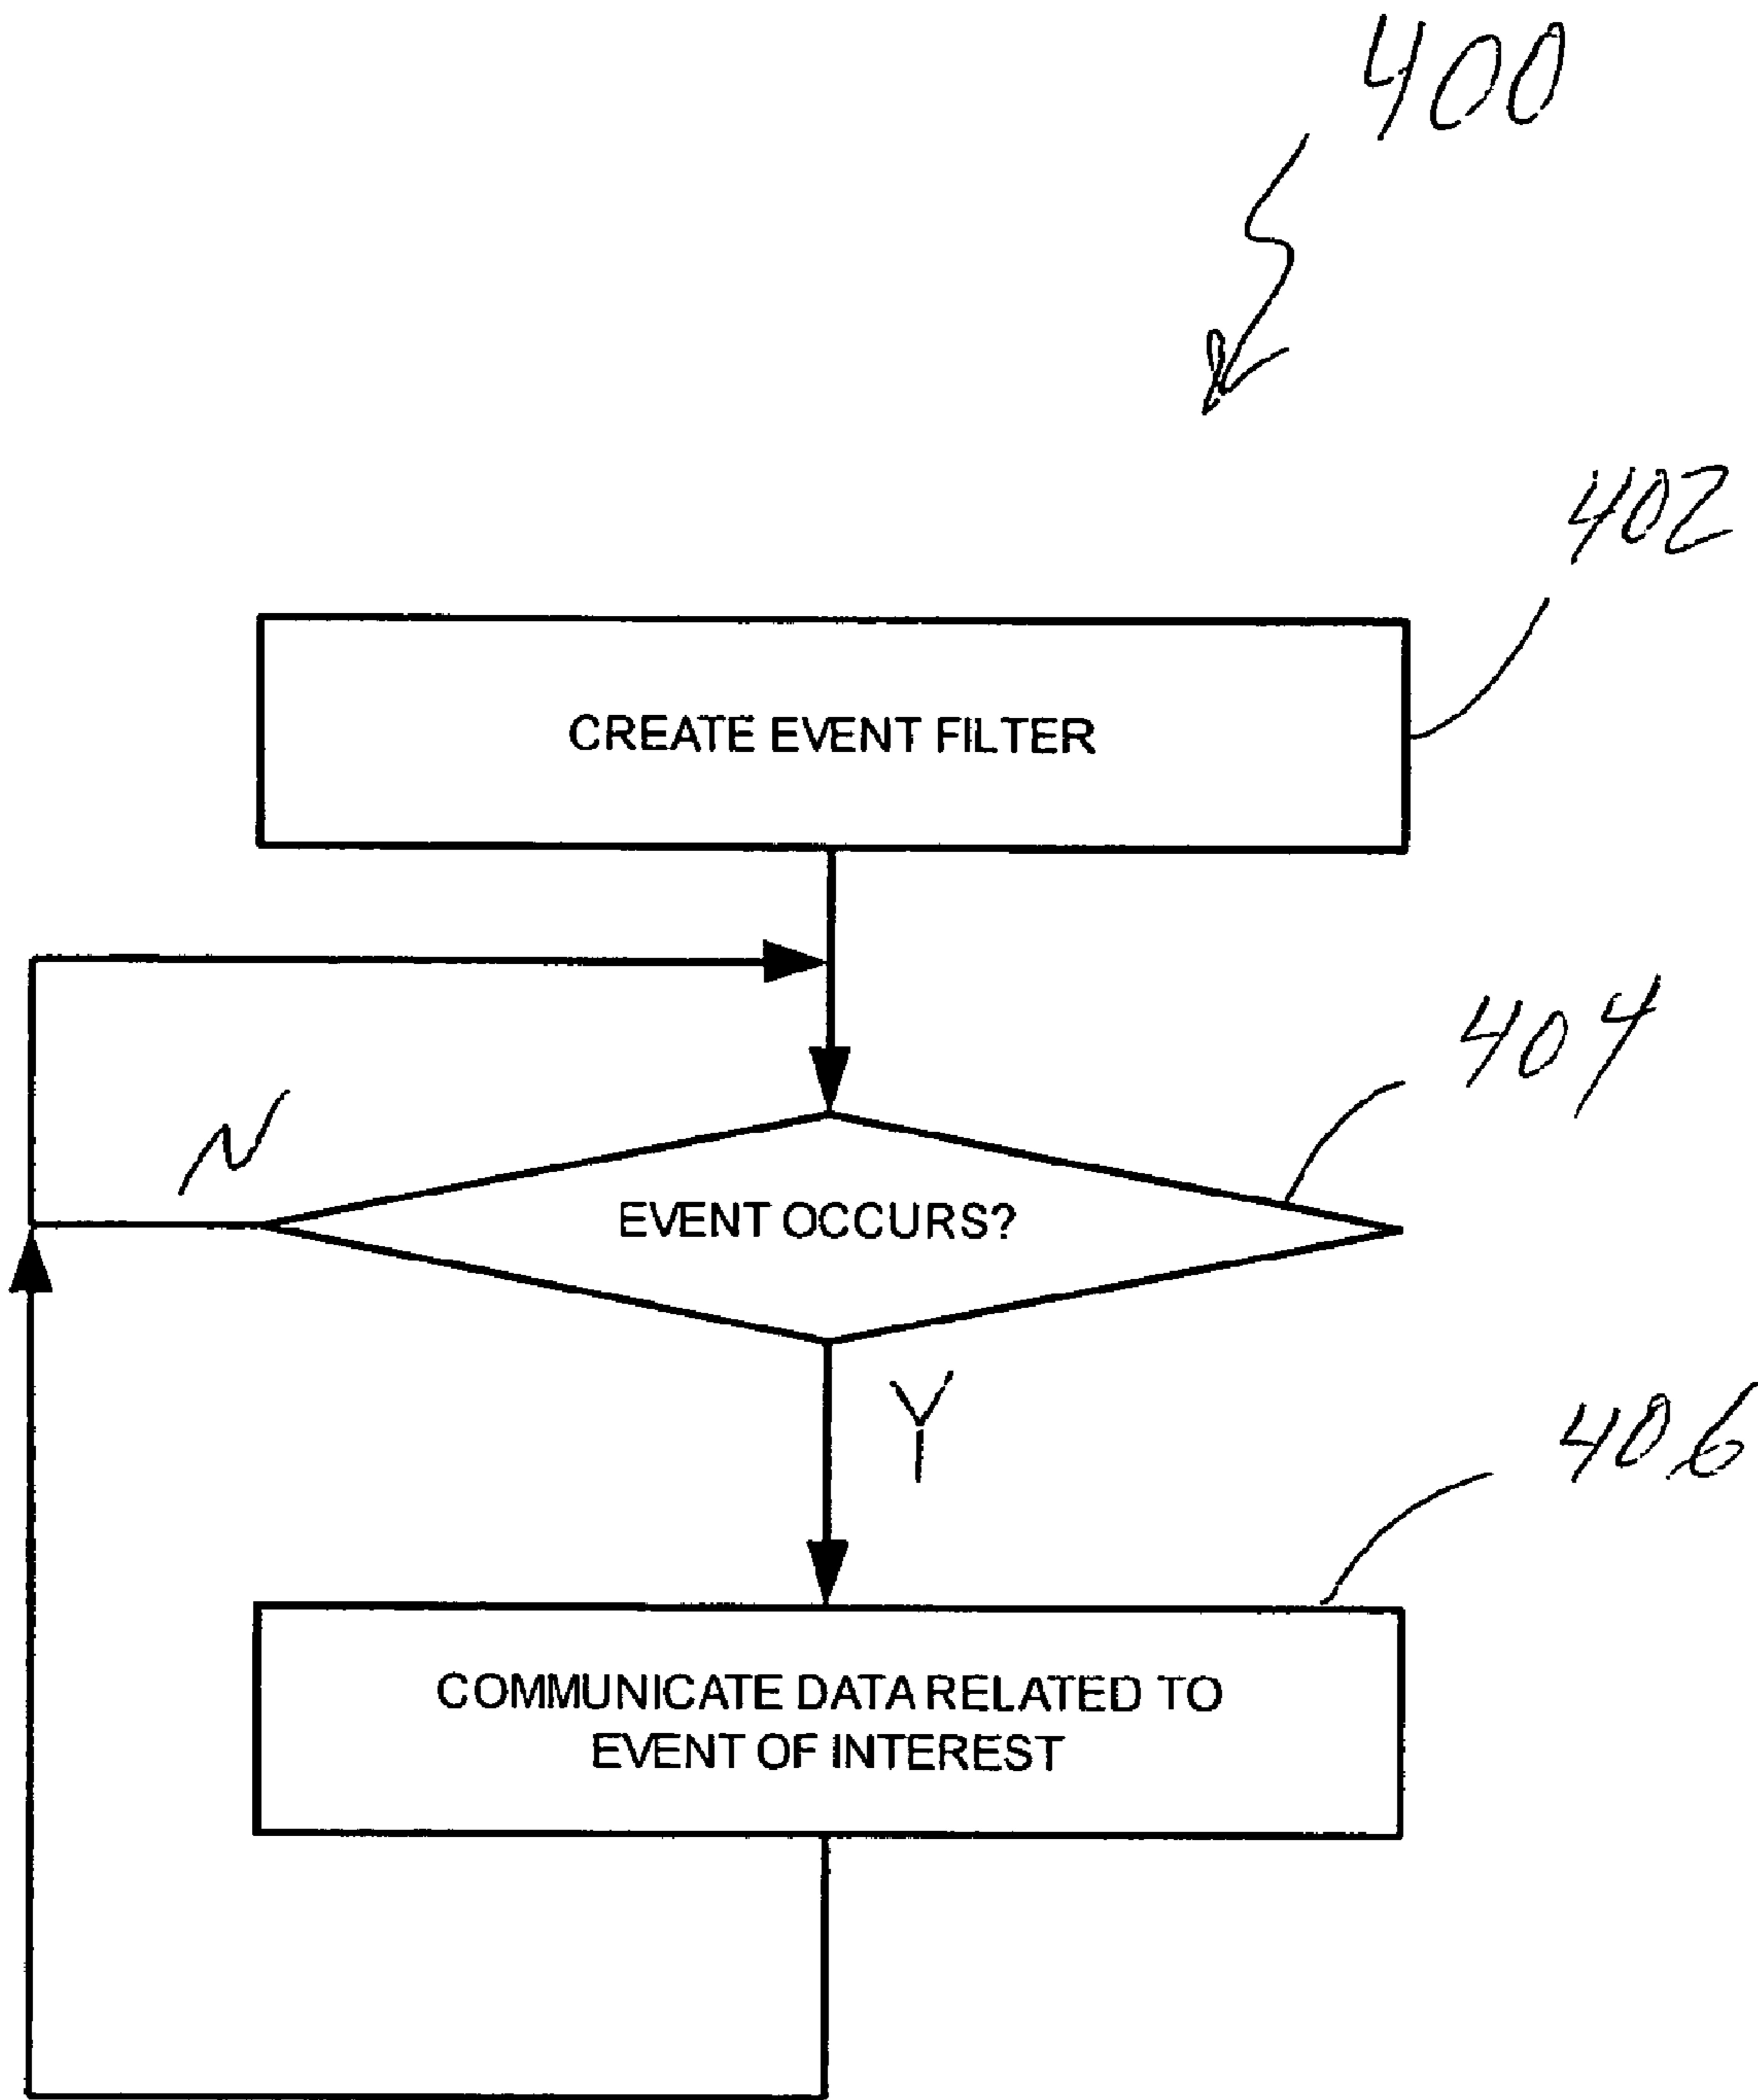 400
402
CREATE EVENT FILTER
404
N
EVENT OCCURS?
Y
406
COMMUNICATE DATA RELATED TO
EVENT OF INTEREST